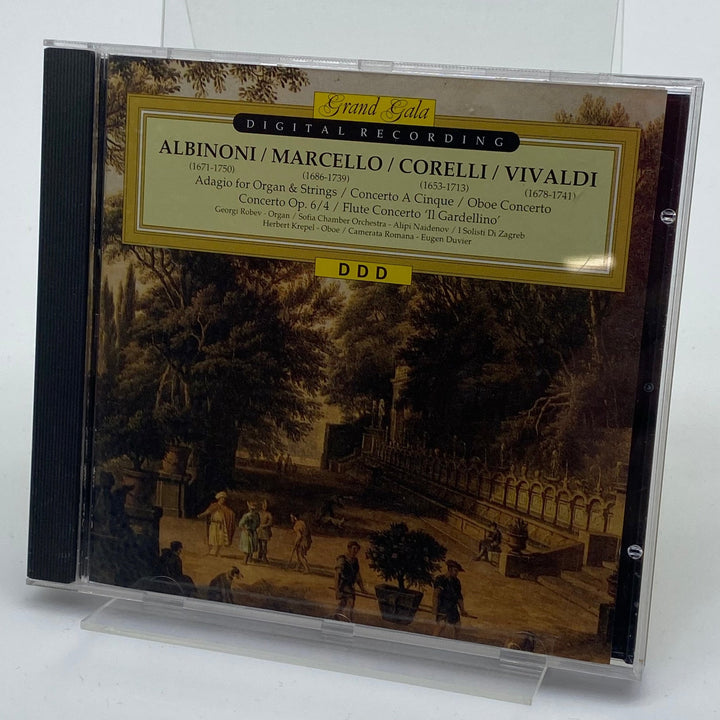 Grand Gala
DIGITAL RECORDING
ALBINONI / MARCELLO / CORELLI / VIVALDI
(1671-1750) (1686-1739) (1653-1713) (1678-1741)
Adagio for Organ & Strings / Concerto A Cinque / Oboe Concerto
Concerto Op. 6/4 / Flute Concerto 'Il Gardellino'
Georgi Robev - Organ / Sofia Chamber Orchestra - Alipi Naidenov / I Solisti Di Zagreb
Herbert Krepel - Oboe / Camerata Romana - Eugen Duvier
DDD